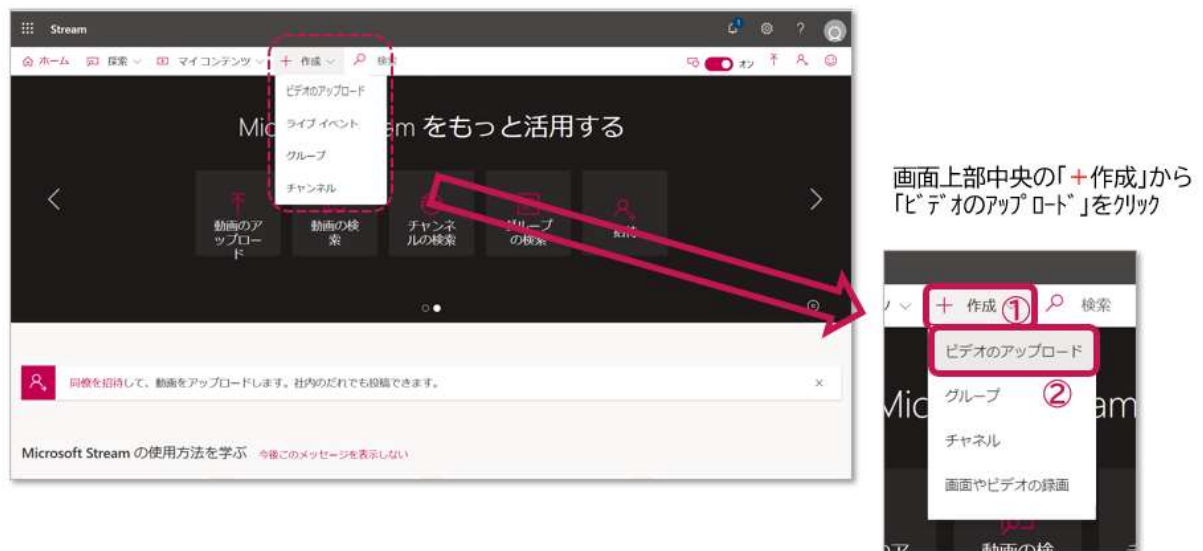 Stream
1
?
ホーム 探索 マイコンテンツ 作成 検索 オン
ビデオのアップロード
ライブ イベント
グループ
チャンネル
Mic
m をもっと活用する
動画のア
ップロー
ド
動画の検
索
チャンネ
ルの検索
グループ
の検索
招待
同僚を招待して、動画をアップロードします。社内のだれでも投稿できます。
Microsoft Stream の使用方法を学ぶ 今後このメッセージを表示しない
画面上部中央の「+作成」から
「ビデオのアップロード」をクリック
+ 作成 ① 検索
ビデオのアップロード
グループ ②
チャネル
画面やビデオの録画
Mic
am
動画の検